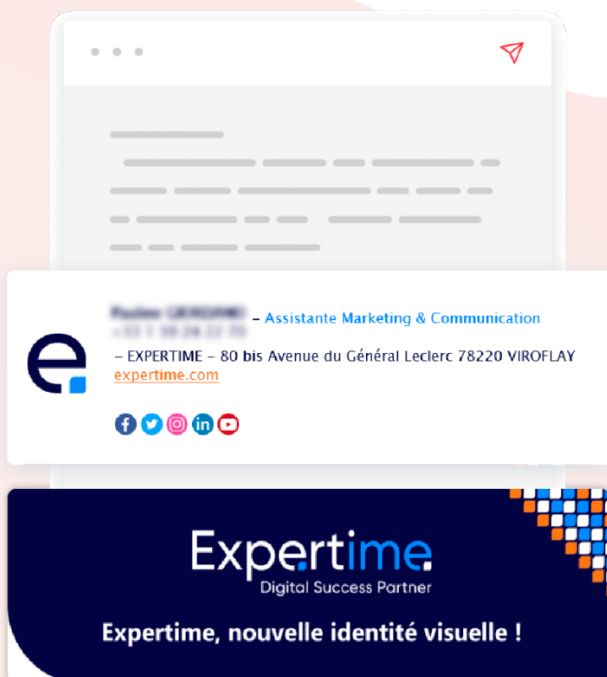 – Assistante Marketing & Communication
– EXPERTIME – 80 bis Avenue du Général Leclerc 78220 VIROFLAY
expertime.com
Expertime
Digital Success Partner
Expertime, nouvelle identité visuelle !